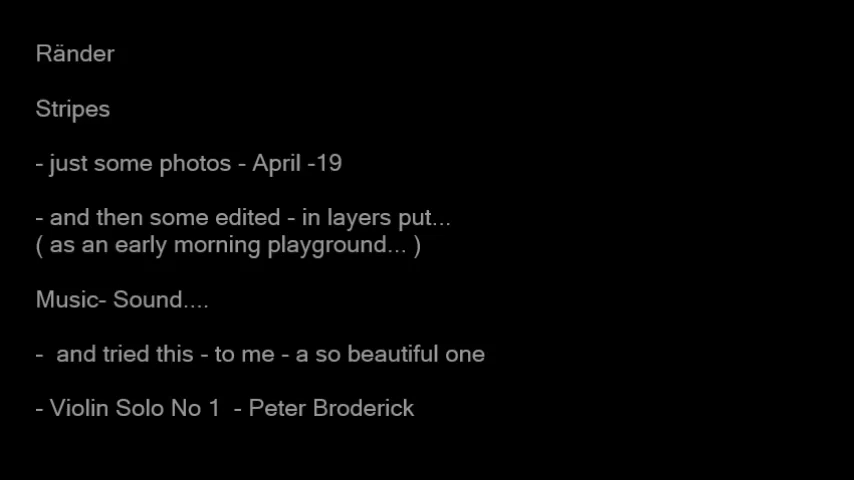 Ränder
Stripes
- just some photos - April -19
- and then some edited - in layers put...
( as an early morning playground... )
Music- Sound....
-  and tried this - to me - a so beautiful one
- Violin Solo No 1  - Peter Broderick